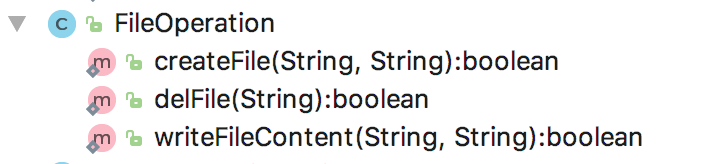 C FileOperation
m createFile(String, String):boolean
m delFile(String):boolean
m writeFileContent(String, String):boolean